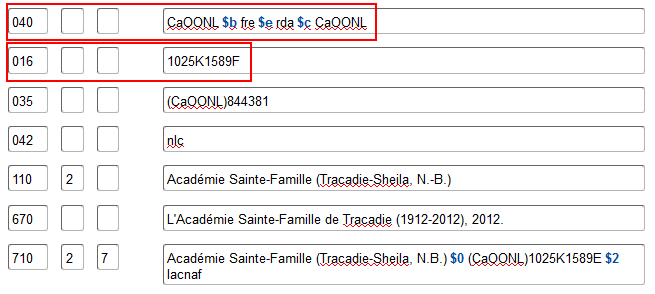 040 CaOONL $b fre $e rda $c CaOONL
016 1025K1589F
035 (CaOONL)844381
042 nlc
110 2 Académie Sainte-Famille (Tracadie-Sheila, N.-B.)
670 L'Académie Sainte-Famille de Tracadie (1912-2012), 2012.
710 2 7 Académie Sainte-Famille (Tracadie-Sheila, N.B.) $0 (CaOONL)1025K1589E $2
lacnaf